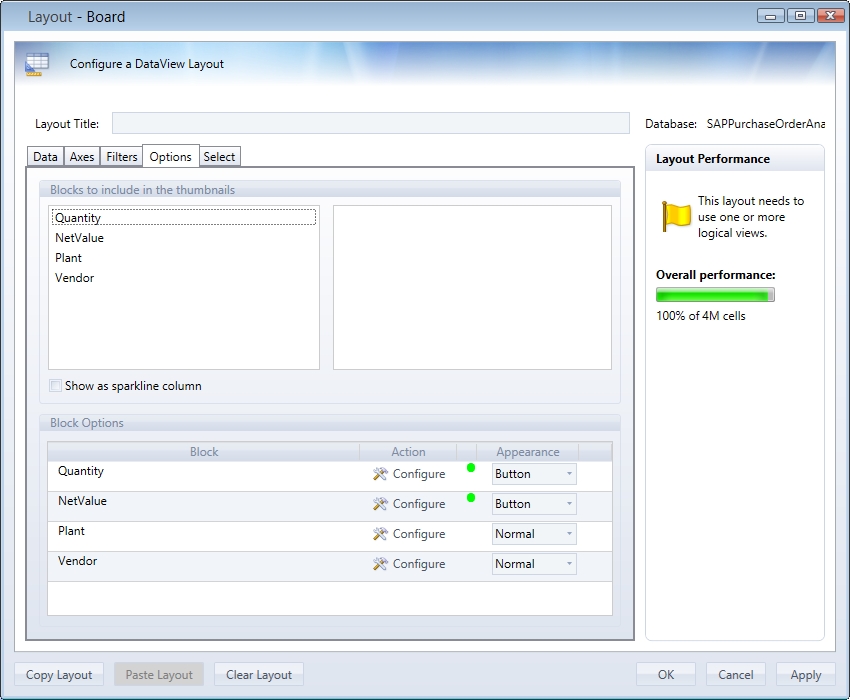 Layout - Board
Configure a DataView Layout
Layout Title:
Database: SAPPurchaseOrderAna
Data Axes Filters Options Select
Blocks to include in the thumbnails
Quantity
NetValue
Plant
Vendor
Show as sparkline column
Block Options
Block Action Appearance
Quantity Configure Button
NetValue Configure Button
Plant Configure Normal
Vendor Configure Normal
Layout Performance
This layout needs to
use one or more
logical views.
Overall performance:
100% of 4M cells
Copy Layout Paste Layout Clear Layout OK Cancel Apply